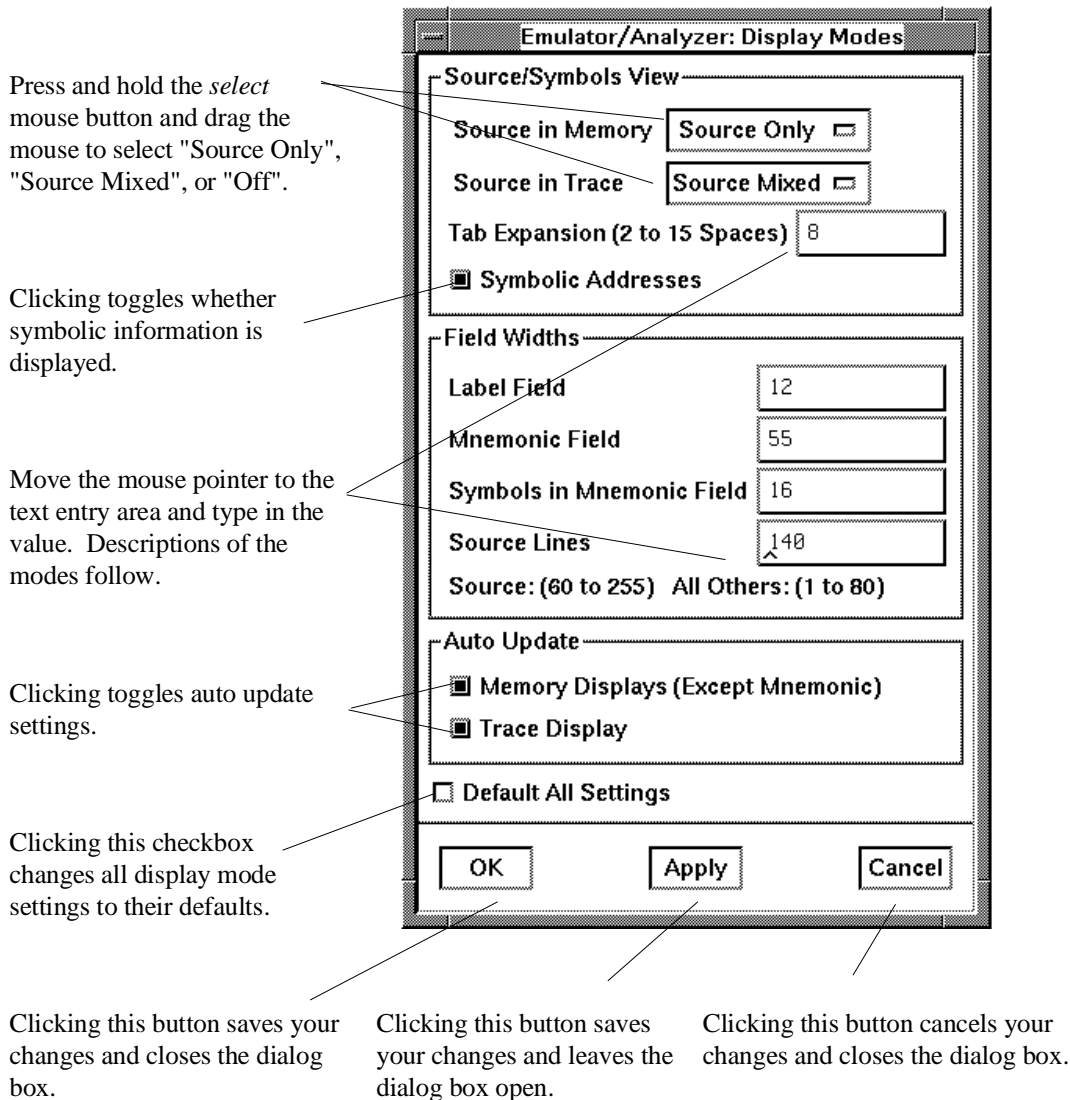 Emulator/Analyzer: Display Modes
Source/Symbols View
Press and hold the select
mouse button and drag the
mouse to select "Source Only",
"Source Mixed", or "Off".
Source in Memory Source Only
Source in Trace Source Mixed
Tab Expansion (2 to 15 Spaces) 8
Symbolic Addresses
Clicking toggles whether
symbolic information is
displayed.
Field Widths
Label Field 12
Mnemonic Field 55
Symbols in Mnemonic Field 16
Source Lines 140
Source: (60 to 255) All Others: (1 to 80)
Move the mouse pointer to the
text entry area and type in the
value. Descriptions of the
modes follow.
Auto Update
Memory Displays (Except Mnemonic)
Trace Display
Clicking toggles auto update
settings.
Default All Settings
Clicking this checkbox
changes all display mode
settings to their defaults.
OK Apply Cancel
Clicking this button saves your
changes and closes the dialog
box.
Clicking this button saves
your changes and leaves the
dialog box open.
Clicking this button cancels your
changes and closes the dialog box.